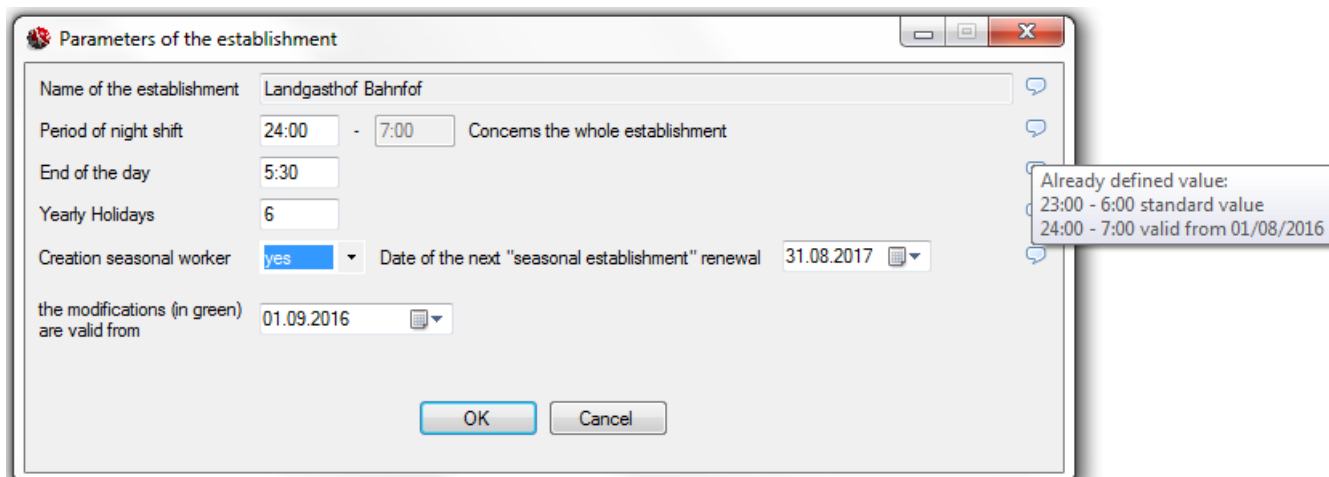 Parameters of the establishment
Name of the establishment Landgasthof Bahnfof
Period of night shift 24:00 - 7:00 Concerns the whole establishment
End of the day 5:30
Already defined value:
23:00 - 6:00 standard value
24:00 - 7:00 valid from 01/08/2016
Yearly Holidays 6
Creation seasonal worker yes Date of the next "seasonal establishment" renewal 31.08.2017
the modifications (in green)
are valid from 01.09.2016
OK Cancel